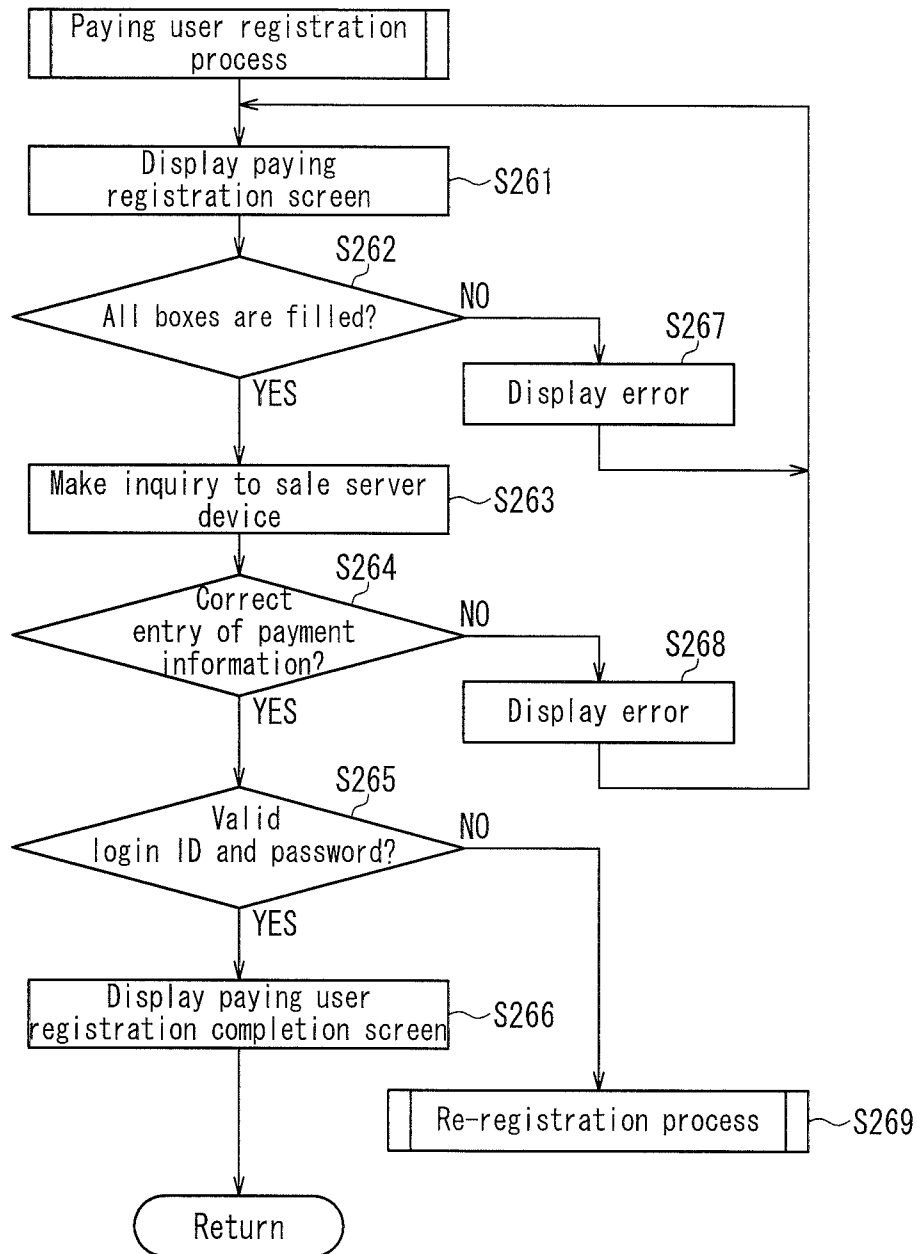 Paying user registration
process
Display paying
registration screen
S261
S262
All boxes are filled?
NO
YES
S267
Display error
Make inquiry to sale server
device
S263
S264
Correct
entry of payment
information?
NO
YES
S268
Display error
S265
Valid
login ID and password?
NO
YES
Display paying user
registration completion screen
S266
Re-registration process
S269
Return